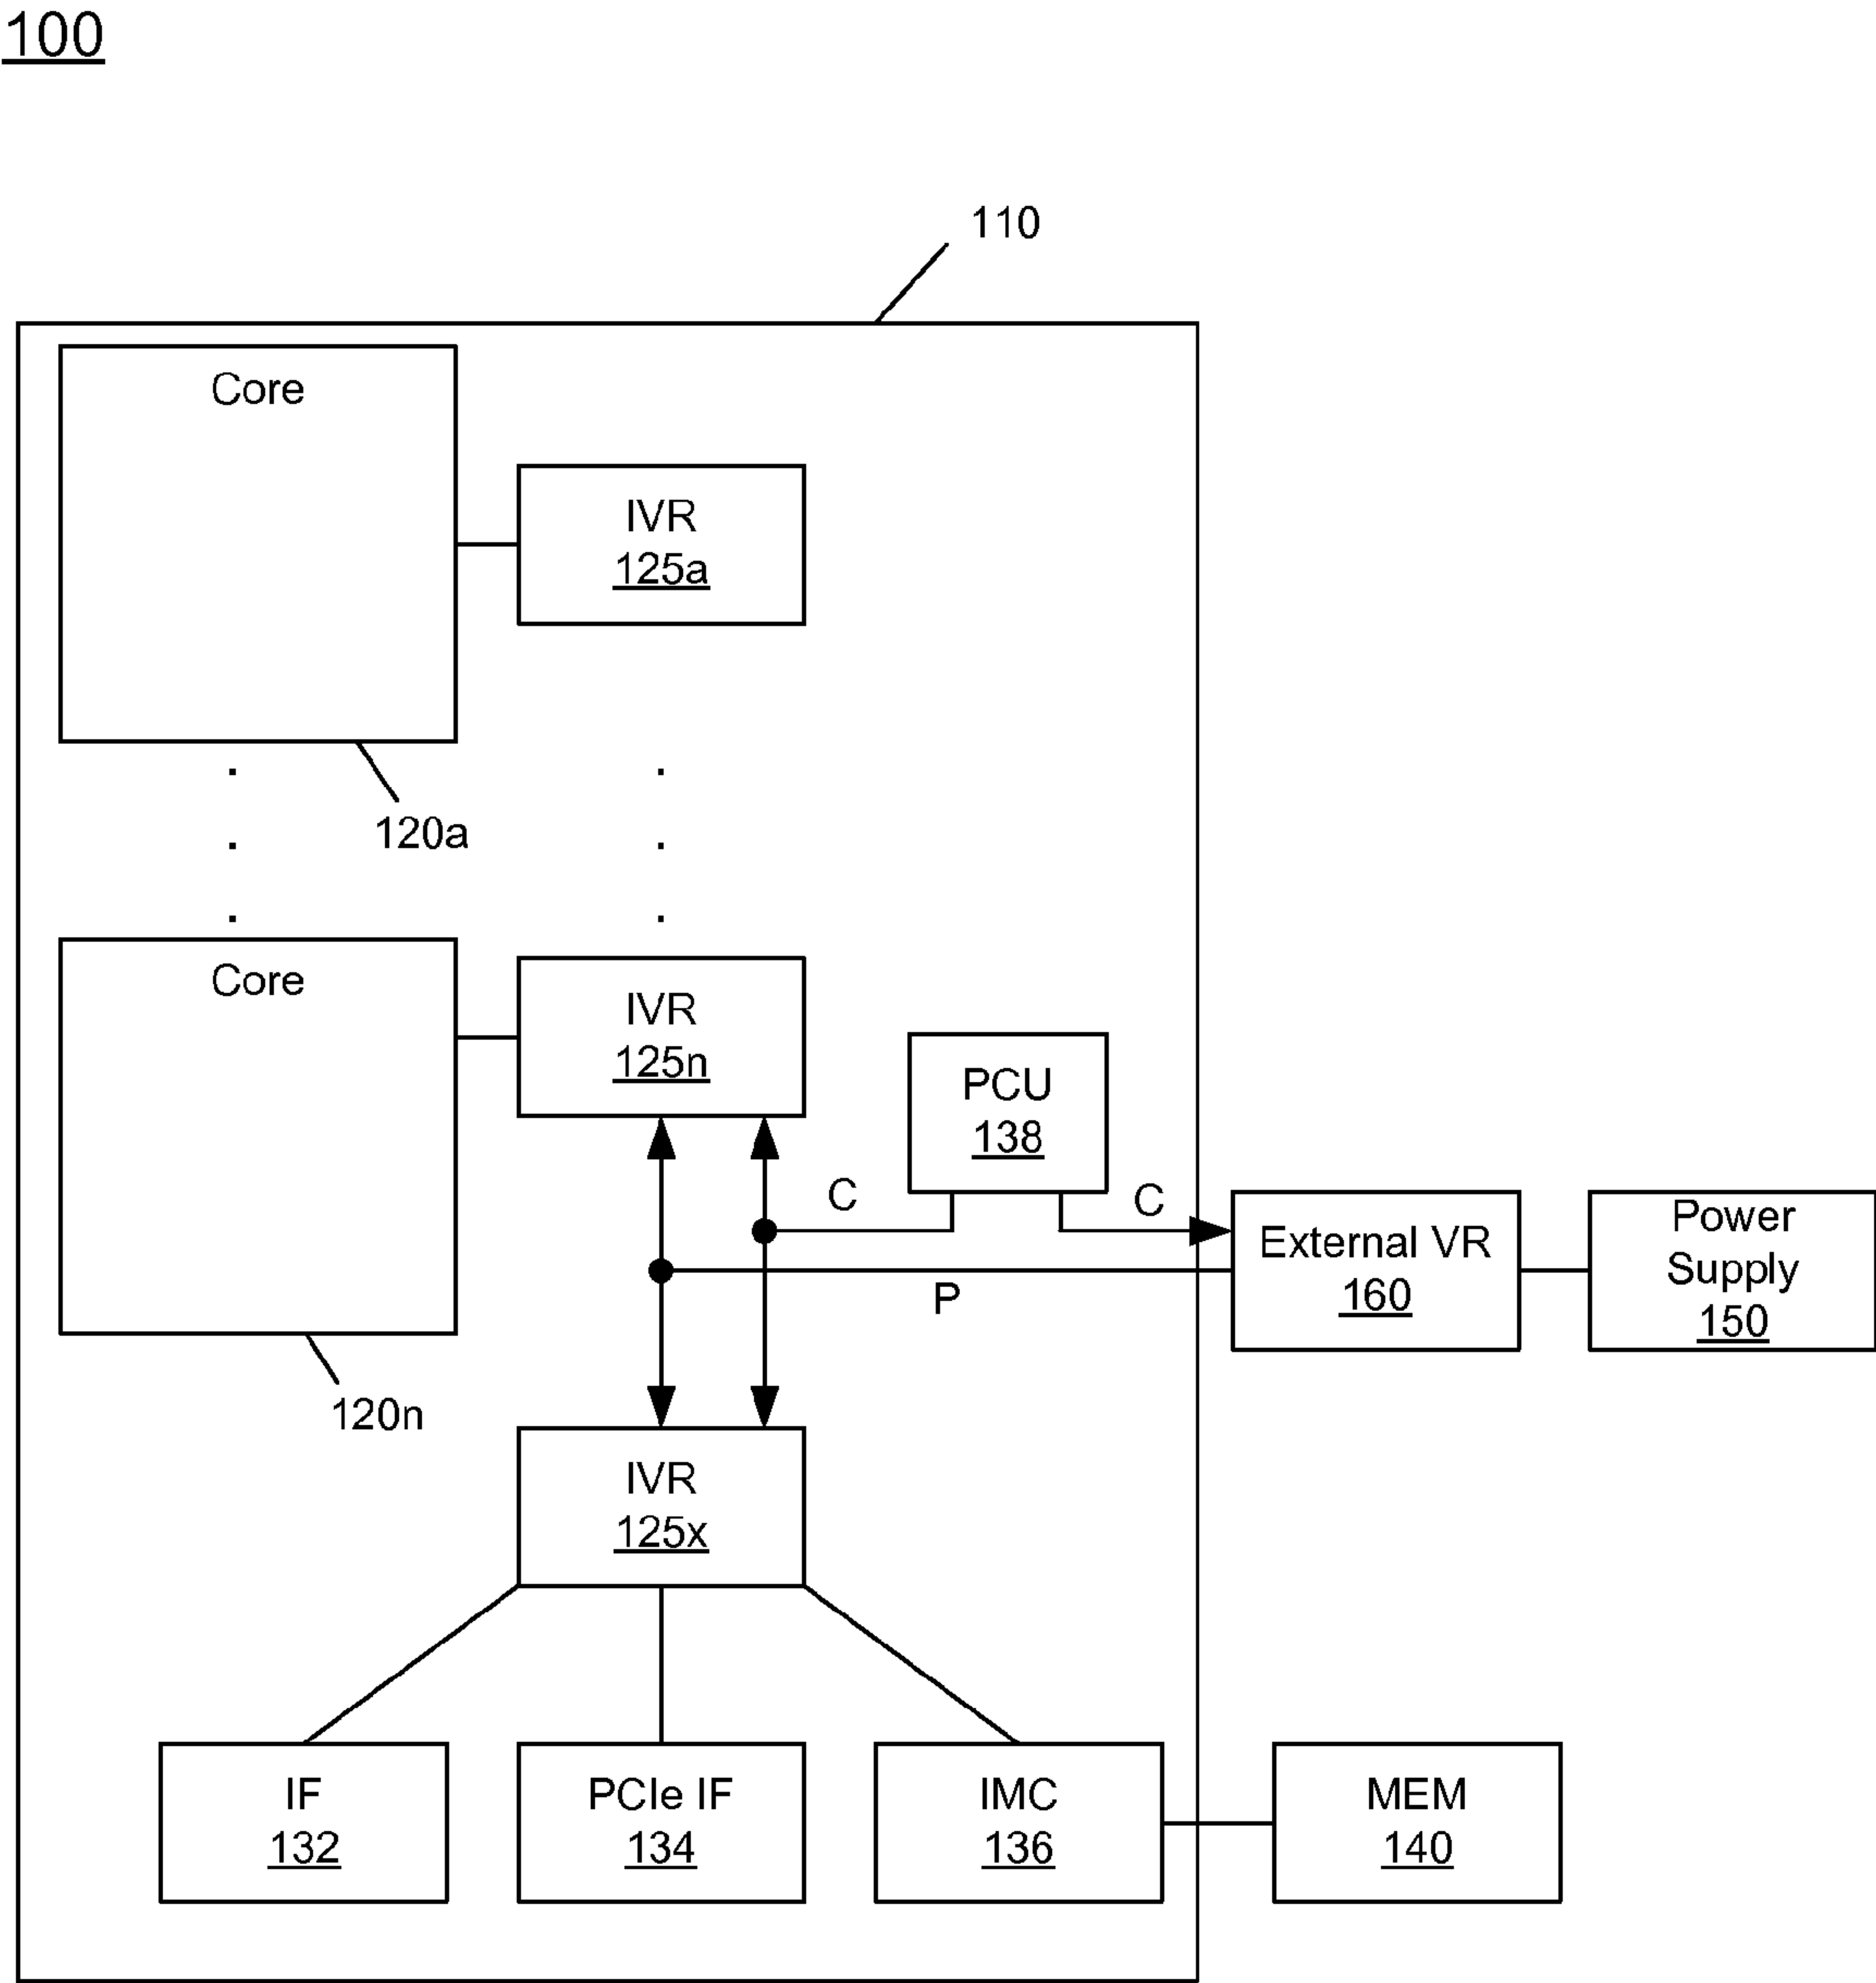 100
110
Core
IVR
125a
120a
Core
IVR
125n
PCU
138
C
C
External VR
160
Power
Supply
150
P
120n
IVR
125x
IF
132
PCIe IF
134
IMC
136
MEM
140